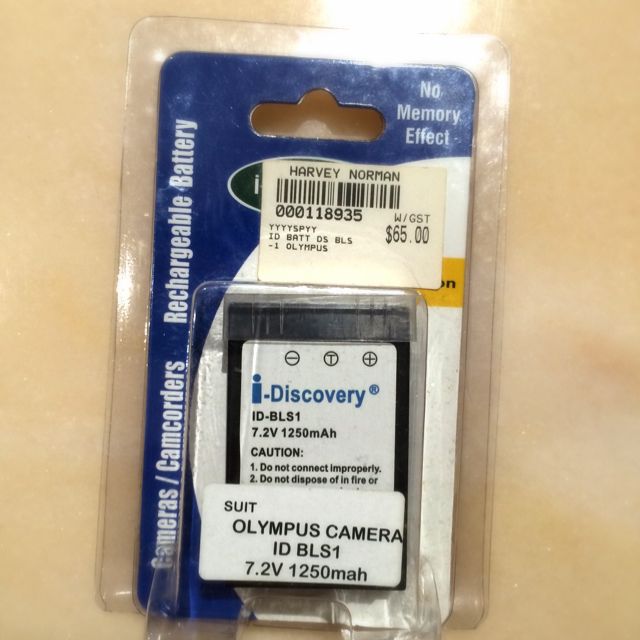 No
Memory
Effect
Cameras / Camcorders Rechargeable Battery
HARVEY NORMAN
000118935
W/GST
$65.00
YYYYSPYY
ID BATT DS BLS
-1 OLYMPUS
i-Discovery®
ID-BLS1
7.2V 1250mAh
CAUTION:
1. Do not connect improperly.
2. Do not dispose of in fire or
SUIT
OLYMPUS CAMERA
ID BLS1
7.2V 1250mah